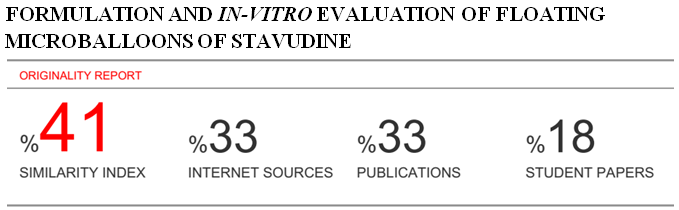 FORMULATION AND IN-VITRO EVALUATION OF FLOATING
MICROBALLOONS OF STAVUDINE
ORIGINALITY REPORT
%41 %33 %33 %18
SIMILARITY INDEX INTERNET SOURCES PUBLICATIONS STUDENT PAPERS